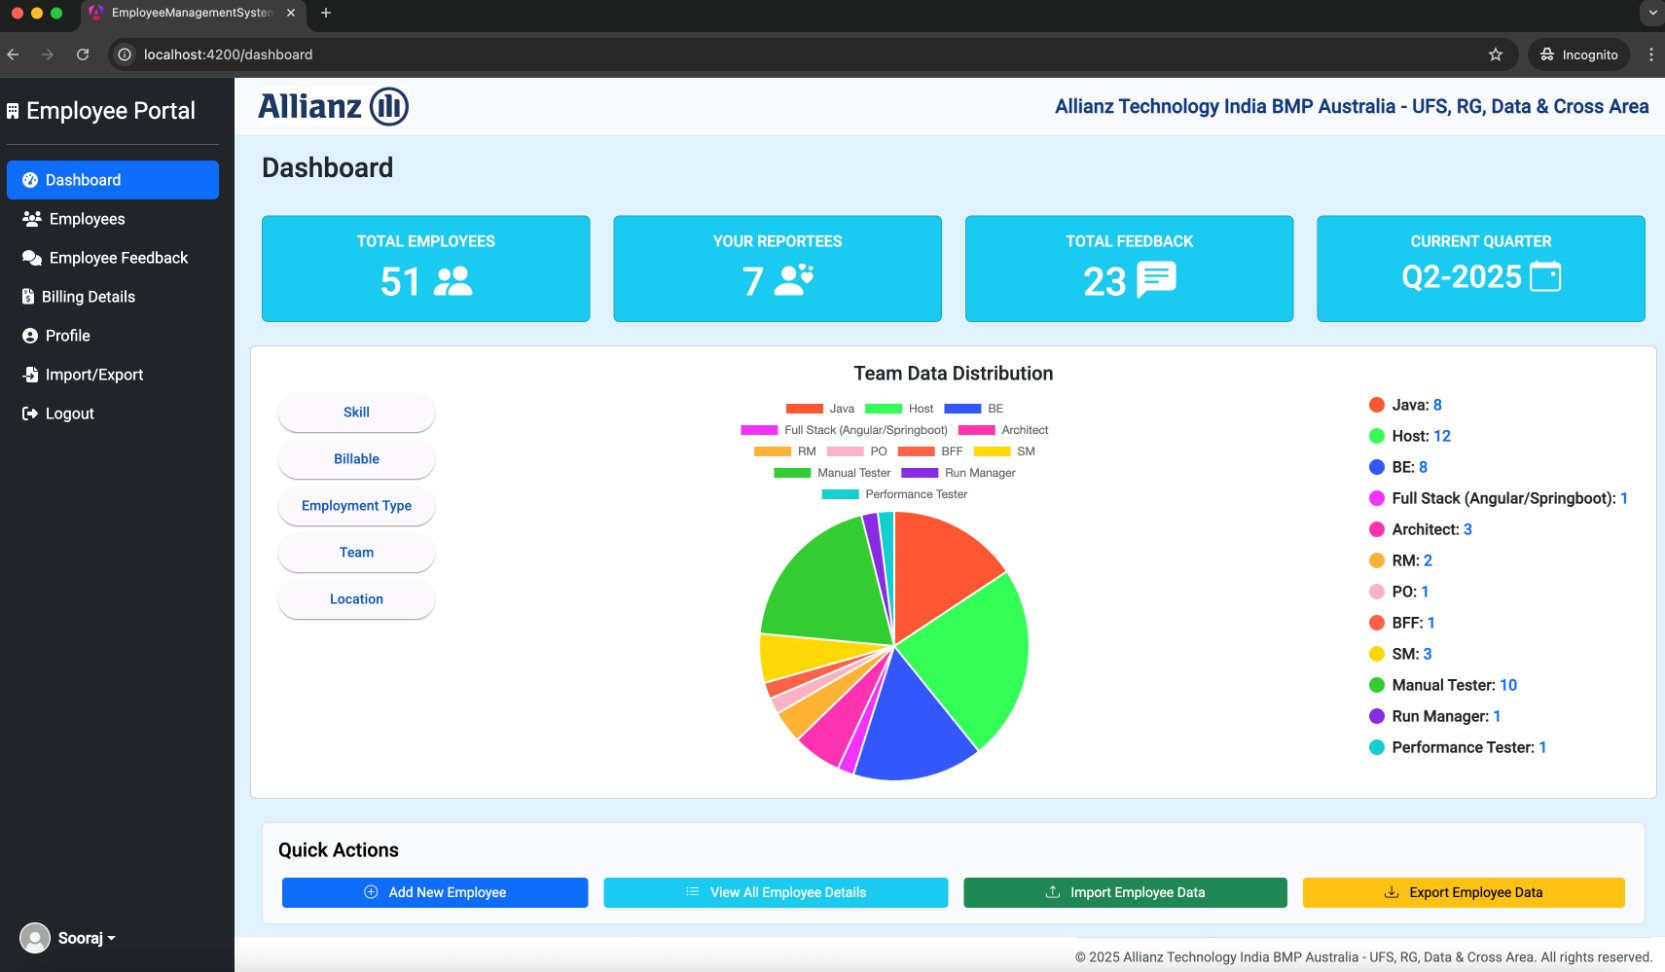 EmployeeManagementSystem
localhost:4200/dashboard
Incognito
Employee Portal
Dashboard
Employees
Employee Feedback
Billing Details
Profile
Import/Export
Logout
Sooraj
Allianz
Allianz Technology India BMP Australia - UFS, RG, Data & Cross Area
Dashboard
TOTAL EMPLOYEES
51
YOUR REPORTEES
7
TOTAL FEEDBACK
23
CURRENT QUARTER
Q2-2025
Team Data Distribution
Skill
Billable
Employment Type
Team
Location
Java Host BE
Full Stack (Angular/Springboot) Architect
RM PO BFF SM
Manual Tester Run Manager
Performance Tester
Java: 8
Host: 12
BE: 8
Full Stack (Angular/Springboot): 1
Architect: 3
RM: 2
PO: 1
BFF: 1
SM: 3
Manual Tester: 10
Run Manager: 1
Performance Tester: 1
Quick Actions
Add New Employee
View All Employee Details
Import Employee Data
Export Employee Data
© 2025 Allianz Technology India BMP Australia - UFS, RG, Data & Cross Area. All rights reserved.